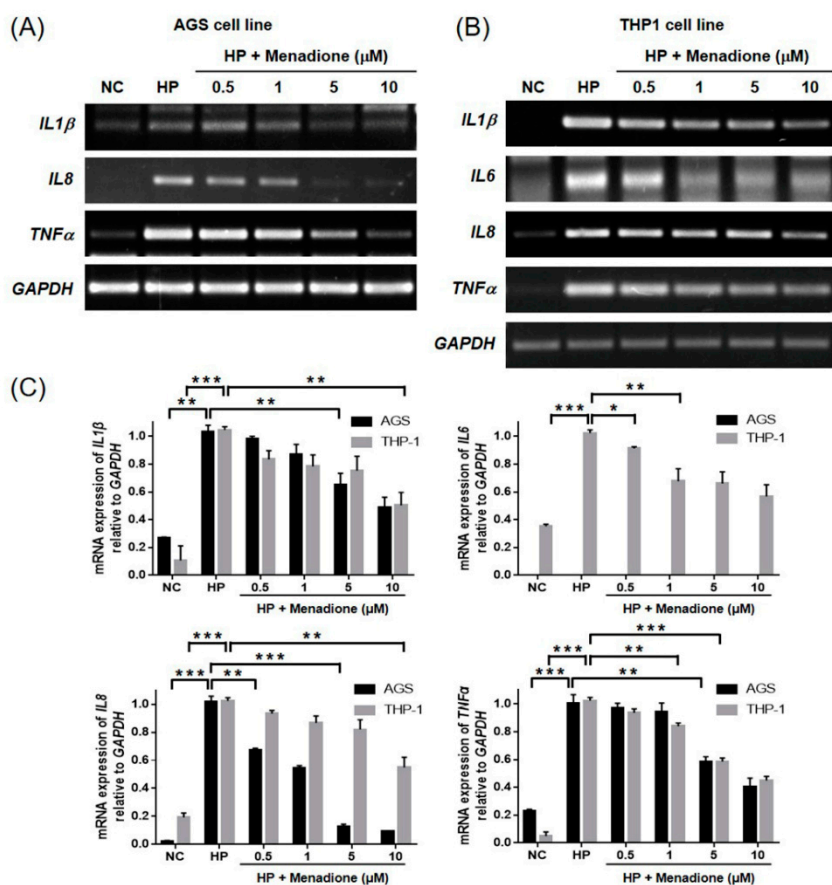 (A)
AGS cell line
HP + Menadione (μM)
NC HP 0.5 1 5 10
IL1β
IL8
TNFα
GAPDH
(B)
THP1 cell line
HP + Menadione (μM)
NC HP 0.5 1 5 10
IL1β
IL6
IL8
TNFα
GAPDH
(C)
mRNA expression of IL1β
relative to GAPDH
*** **
** **
AGS
THP-1
1.0
0.8
0.6
0.4
0.2
0.0
NC HP 0.5 1 5 10
HP + Menadione (μM)
mRNA expression of IL6
relative to GAPDH
**
*** *
AGS
THP-1
1.0
0.8
0.6
0.4
0.2
0.0
NC HP 0.5 1 5 10
HP + Menadione (μM)
mRNA expression of IL8
relative to GAPDH
*** **
***
*** **
AGS
THP-1
1.0
0.8
0.6
0.4
0.2
0.0
NC HP 0.5 1 5 10
HP + Menadione (μM)
mRNA expression of TNFα
relative to GAPDH
***
*** **
*** **
AGS
THP-1
1.0
0.8
0.6
0.4
0.2
0.0
NC HP 0.5 1 5 10
HP + Menadione (μM)